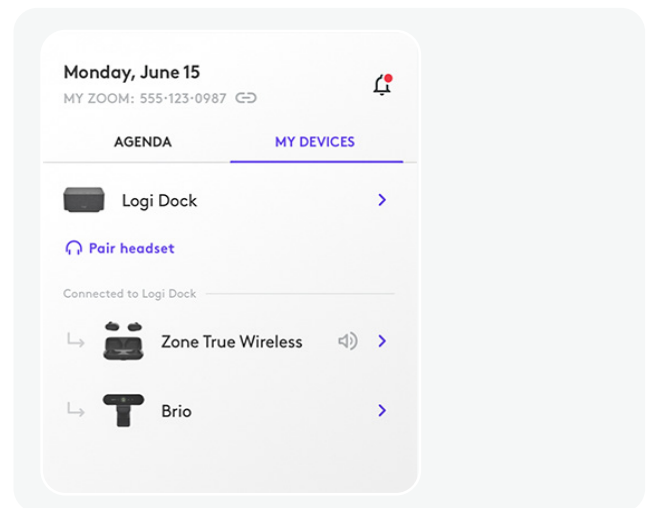 Monday, June 15
MY ZOOM: 555-123-0987
AGENDA
MY DEVICES
Logi Dock
Pair headset
Connected to Logi Dock
Zone True Wireless
Brio